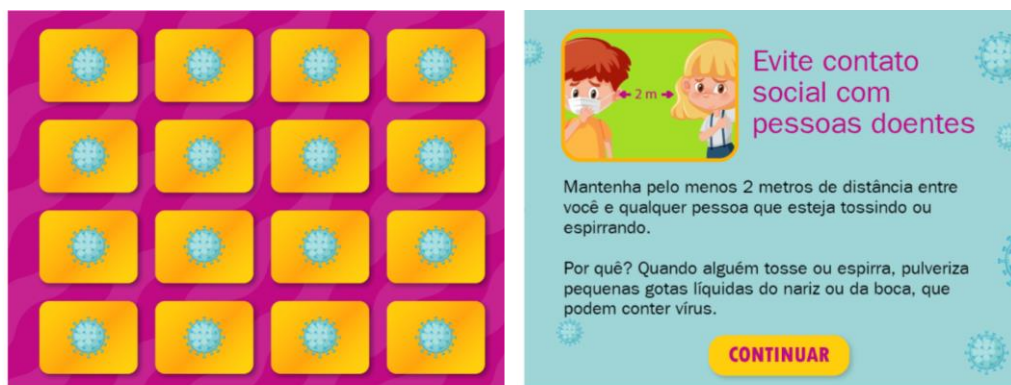 2 m
Evite contato
social com
pessoas doentes
Mantenha pelo menos 2 metros de distância entre
você e qualquer pessoa que esteja tossindo ou
espirrando.
Por quê? Quando alguém tosse ou espirra, pulveriza
pequenas gotas líquidas do nariz ou da boca, que
podem conter vírus.
CONTINUAR